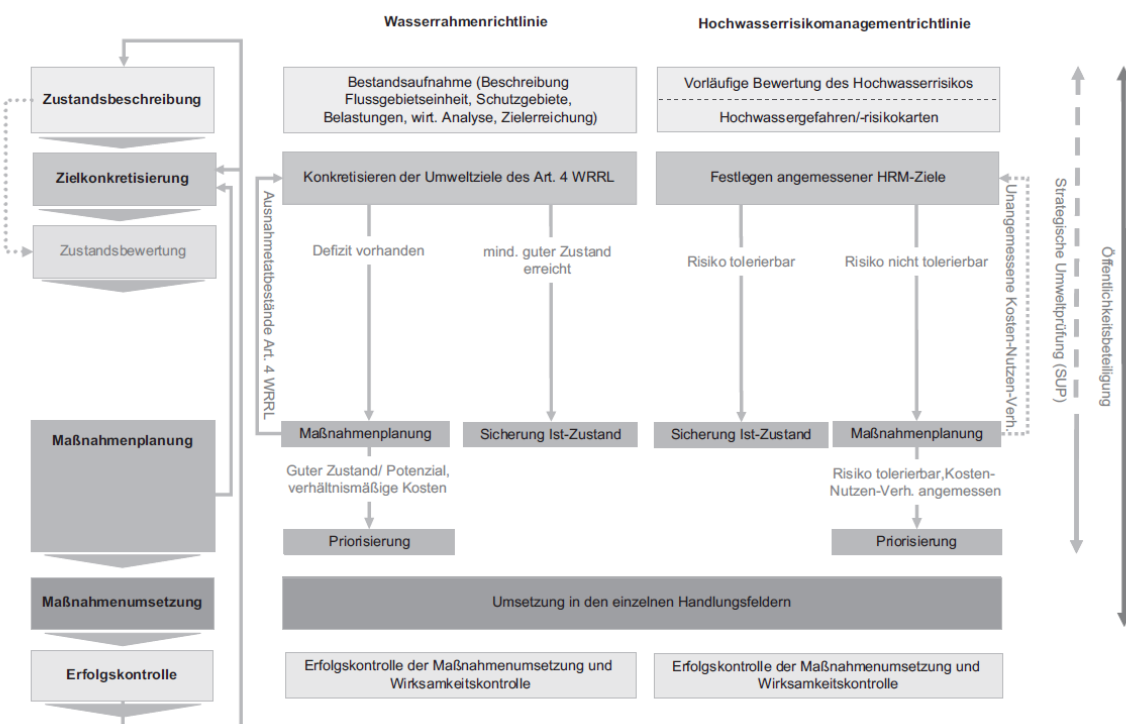 Wasserrahmenrichtlinie
Hochwasserrisikomanagementrichtlinie
Zustandsbeschreibung
Bestandsaufnahme (Beschreibung
Flussgebietseinheit, Schutzgebiete,
Belastungen, wirt. Analyse, Zielerreichung)
Vorläufige Bewertung des Hochwasserrisikos
Hochwassergefahren/-risikokarten
Zielkonkretisierung
Konkretisieren der Umweltziele des Art. 4 WRRL
Festlegen angemessener HRM-Ziele
Zustandsbewertung
Ausnahmetatbestände Art. 4 WRRL
Defizit vorhanden
mind. guter Zustand
erreicht
Risiko tolerierbar
Risiko nicht tolerierbar
Unangemessene Kosten-Nutzen-Verh.
Strategische Umweltprüfung (SUP)
Öffentlichkeitsbeteiligung
Maßnahmenplanung
Maßnahmenplanung
Sicherung Ist-Zustand
Sicherung Ist-Zustand
Maßnahmenplanung
Guter Zustand/ Potenzial,
verhältnismäßige Kosten
Risiko tolerierbar,Kosten-
Nutzen-Verh. angemessen
Priorisierung
Priorisierung
Maßnahmenumsetzung
Umsetzung in den einzelnen Handlungsfeldern
Erfolgskontrolle
Erfolgskontrolle der Maßnahmenumsetzung und
Wirksamkeitskontrolle
Erfolgskontrolle der Maßnahmenumsetzung und
Wirksamkeitskontrolle